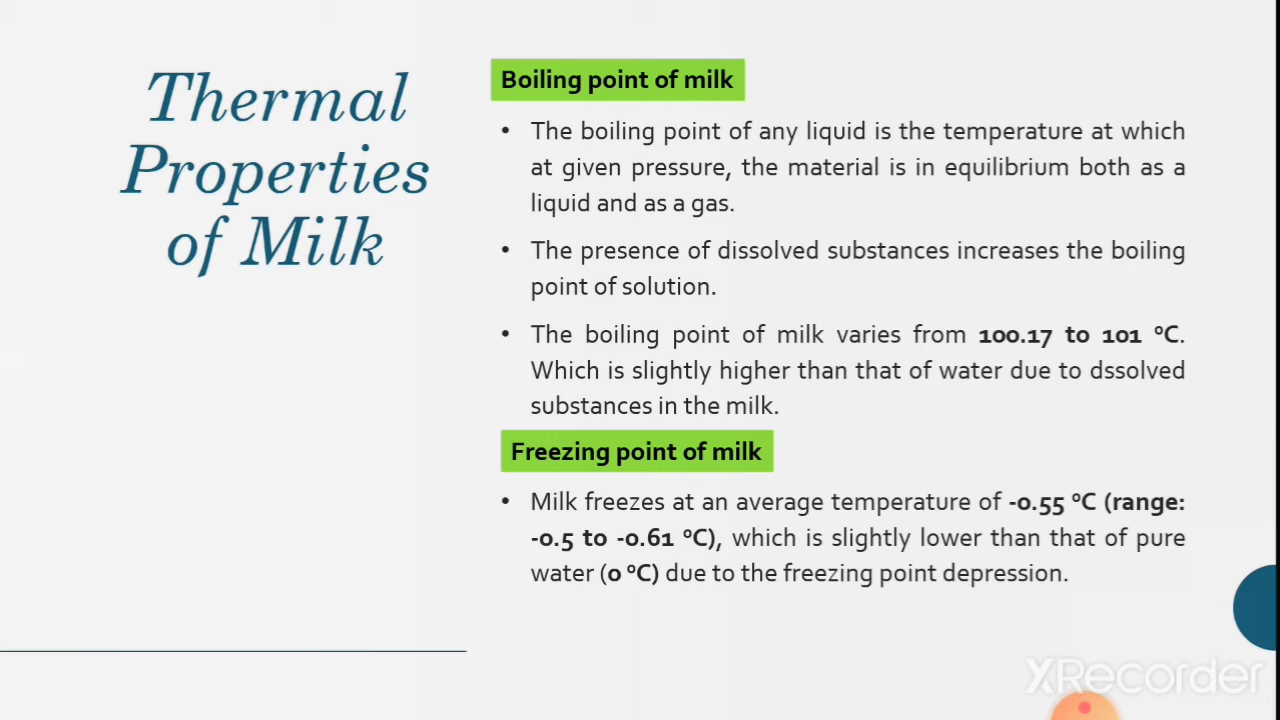 Thermal
Properties
of Milk
Boiling point of milk
• The boiling point of any liquid is the temperature at which
at given pressure, the material is in equilibrium both as a
liquid and as a gas.
• The presence of dissolved substances increases the boiling
point of solution.
• The boiling point of milk varies from 100.17 to 101 °C.
Which is slightly higher than that of water due to dssolved
substances in the milk.
Freezing point of milk
• Milk freezes at an average temperature of -0.55 °C (range:
-0.5 to -0.61 °C), which is slightly lower than that of pure
water (0 °C) due to the freezing point depression.
XRecorder